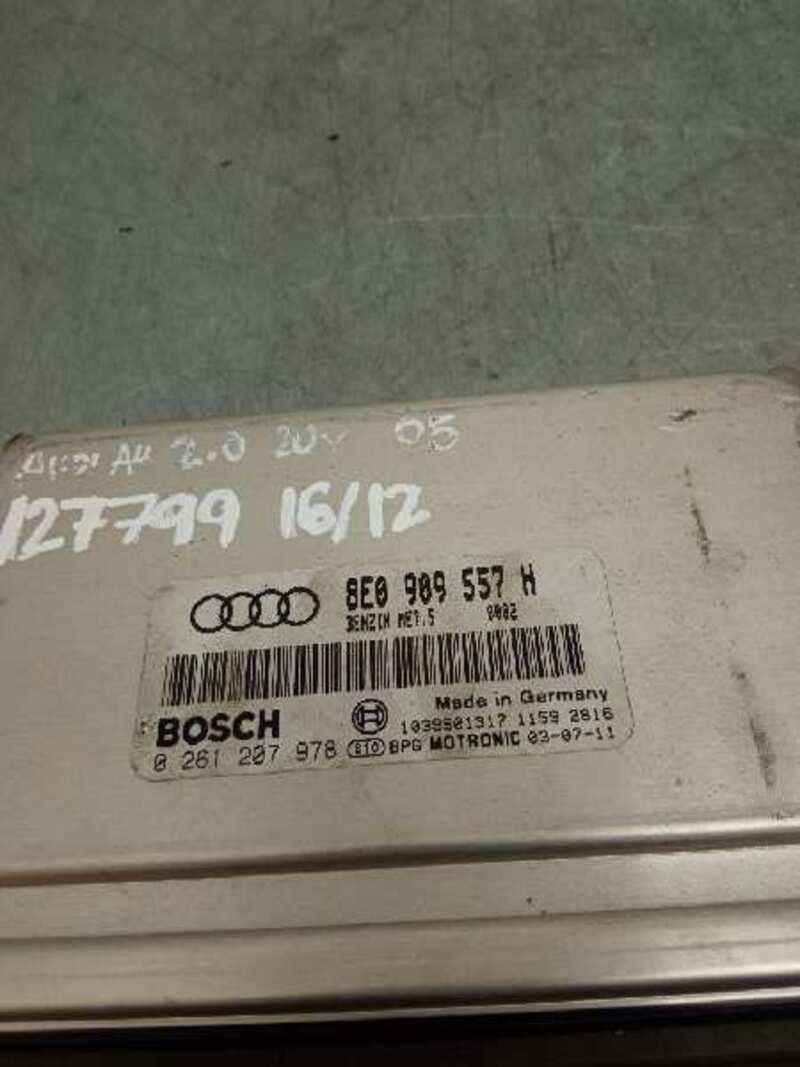 AUDI A4 2.0 20V 05
127799 16/12
8E0 909 557 H
BENZIN ME7.5 0002
BOSCH
Made in Germany
1039S01317 1159 2816
0 261 207 978 810 BPG MOTRONIC 03-07-11